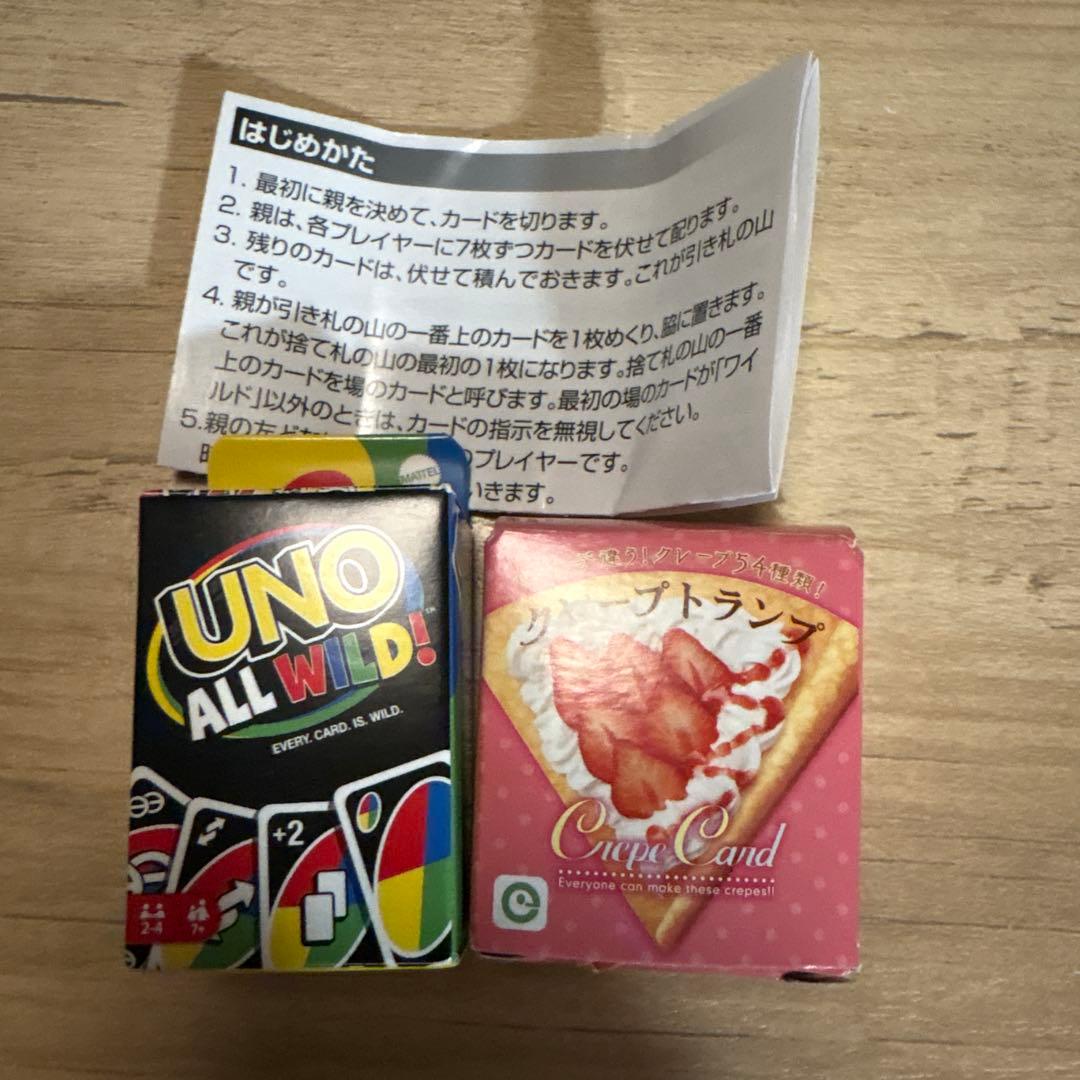 はじめかた
1. 最初に親を決めて、カードを切ります。
2. 親は、各プレイヤーに7枚ずつカードを伏せて配ります。
3. 残りのカードは、伏せて積んでおきます。これが引き札の山
です。
4. 親が引き札の山の一番上のカードを1枚めくり、脇に置きます。
これが捨て札の山の最初の1枚になります。捨て札の山の一番
上のカードを場のカードと呼びます。最初の場のカードが「ワイ
ルド」以外のときは、カードの指示を無視してください。
5. 親の左
プレイヤーです。
いきます。
MATTEL
UNO
ALL WILD!
™
EVERY. CARD. IS. WILD.
+2
2-4
7+
違う!クレープ54種類!
ープトランプ
Crepe Card
Everyone can make these crepes!!
e